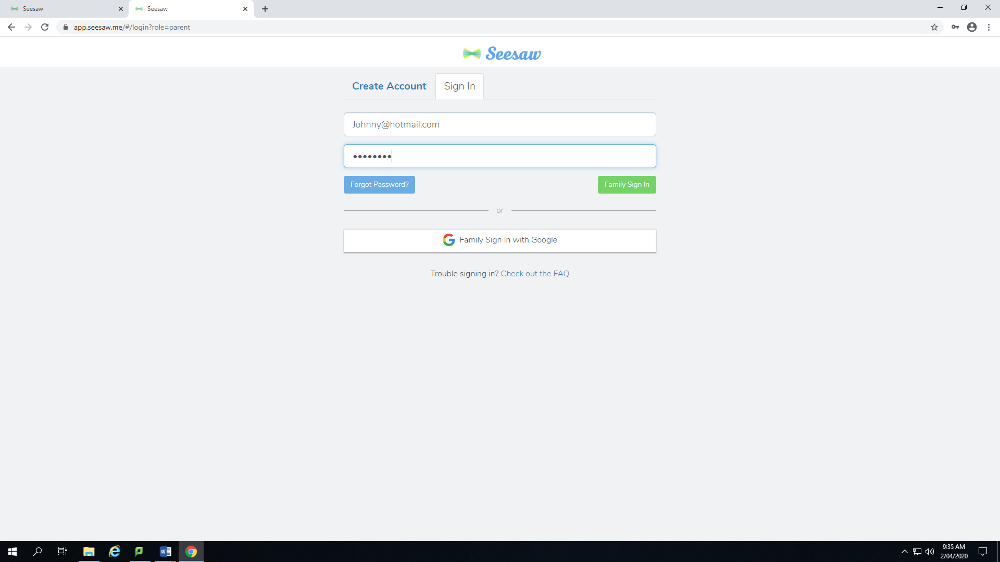 Seesaw
Seesaw
app.seesaw.me/#/login?role=parent
Seesaw
Create Account
Sign In
Johnny@hotmail.com
••••••••
Forgot Password?
Family Sign In
or
Family Sign In with Google
Trouble signing in? Check out the FAQ
9:35 AM
2/04/2020